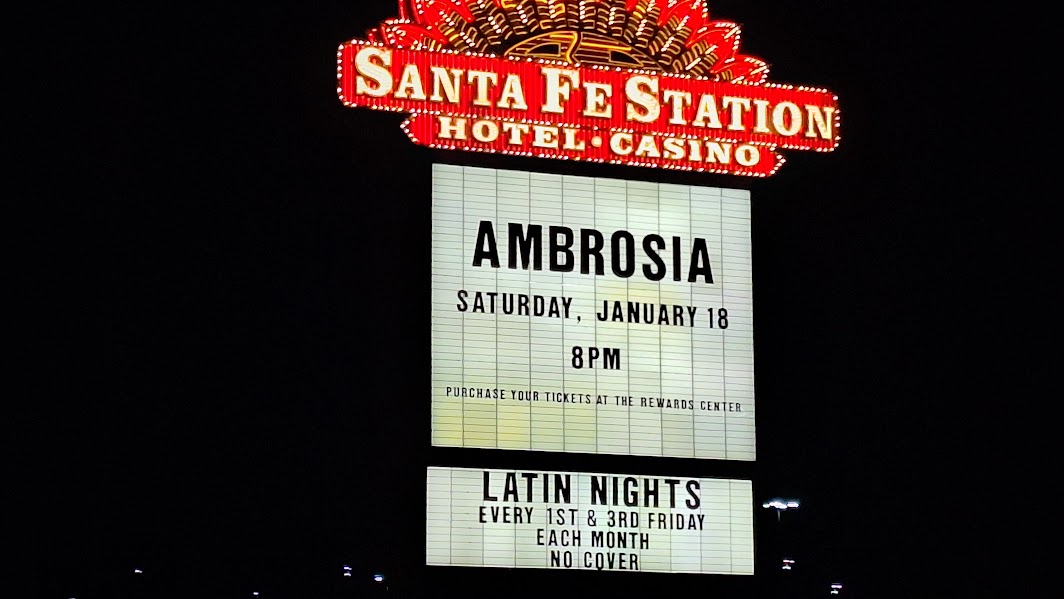 SANTA FE STATION
HOTEL · CASINO
AMBROSIA
SATURDAY, JANUARY 18
8PM
PURCHASE YOUR TICKETS AT THE REWARDS CENTER
LATIN NIGHTS
EVERY 1ST & 3RD FRIDAY
EACH MONTH
NO COVER